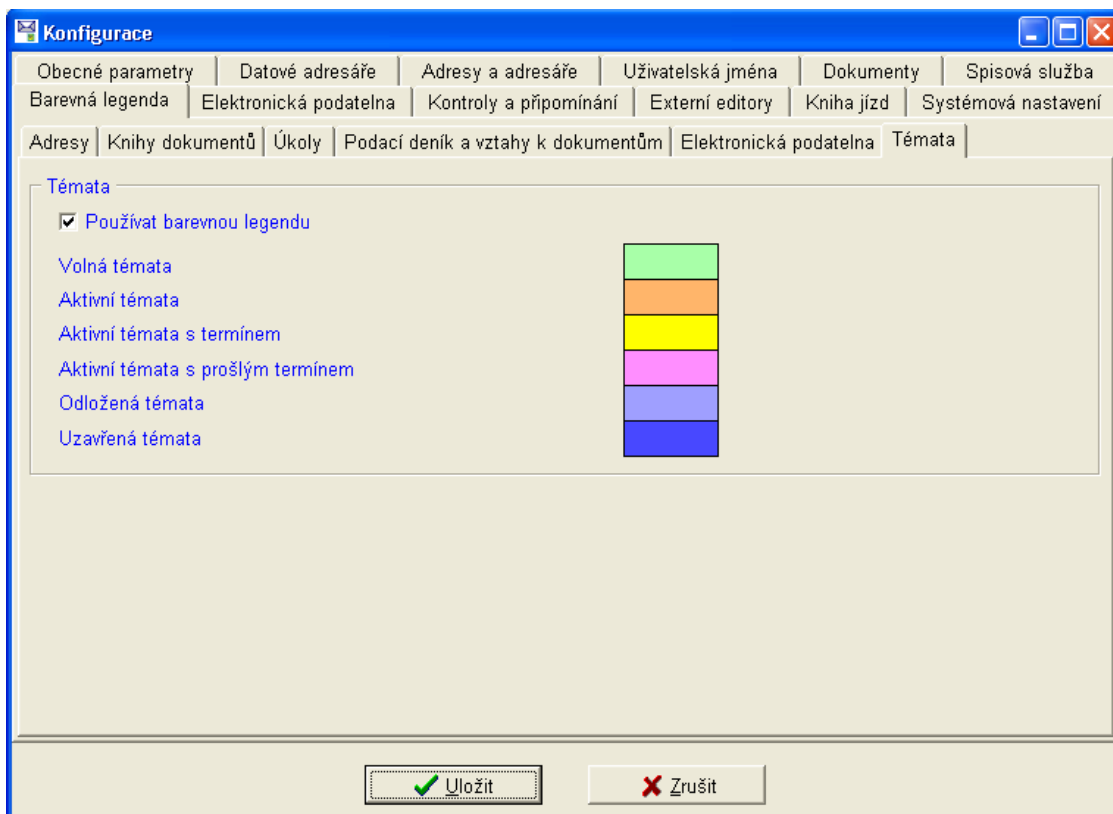 Konfigurace
Obecné parametry Datové adresáře Adresy a adresáře Uživatelská jména Dokumenty Spisová služba
Barevná legenda Elektronická podatelna Kontroly a připomínání Externí editory Kniha jízd Systémová nastavení
Adresy Knihy dokumentů Úkoly Podací deník a vztahy k dokumentům Elektronická podatelna Témata
Témata
Používat barevnou legendu
Volná témata
Aktivní témata
Aktivní témata s termínem
Aktivní témata s prošlým termínem
Odložená témata
Uzavřená témata
Uložit Zrušit